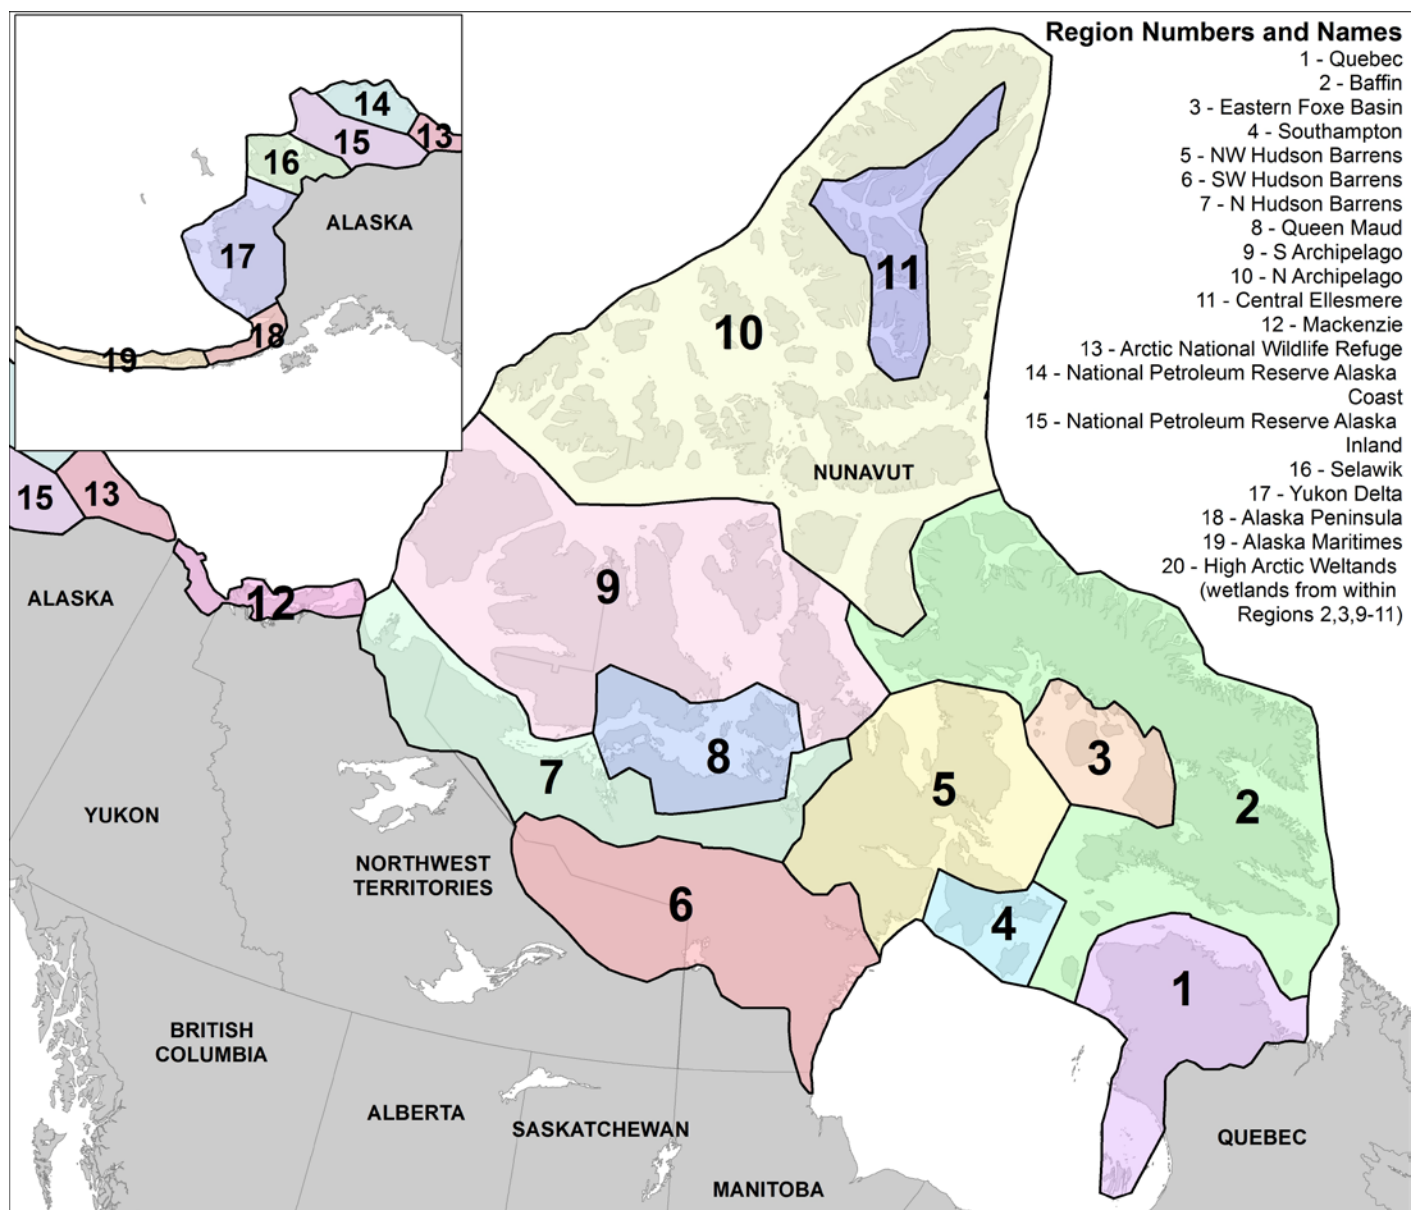 Region Numbers and Names
1 - Quebec
2 - Baffin
3 - Eastern Foxe Basin
4 - Southampton
5 - NW Hudson Barrens
6 - SW Hudson Barrens
7 - N Hudson Barrens
8 - Queen Maud
9 - S Archipelago
10 - N Archipelago
11 - Central Ellesmere
12 - Mackenzie
13 - Arctic National Wildlife Refuge
14 - National Petroleum Reserve Alaska
Coast
15 - National Petroleum Reserve Alaska
Inland
16 - Selawik
17 - Yukon Delta
18 - Alaska Peninsula
19 - Alaska Maritimes
20 - High Arctic Weltands
(wetlands from within
Regions 2,3,9-11)
14
13
15
16
ALASKA
17
18
19
11
10
NUNAVUT
15
13
ALASKA
12
9
8
7
3
5
2
YUKON
NORTHWEST
TERRITORIES
6
4
1
BRITISH
COLUMBIA
ALBERTA
SASKATCHEWAN
QUEBEC
MANITOBA